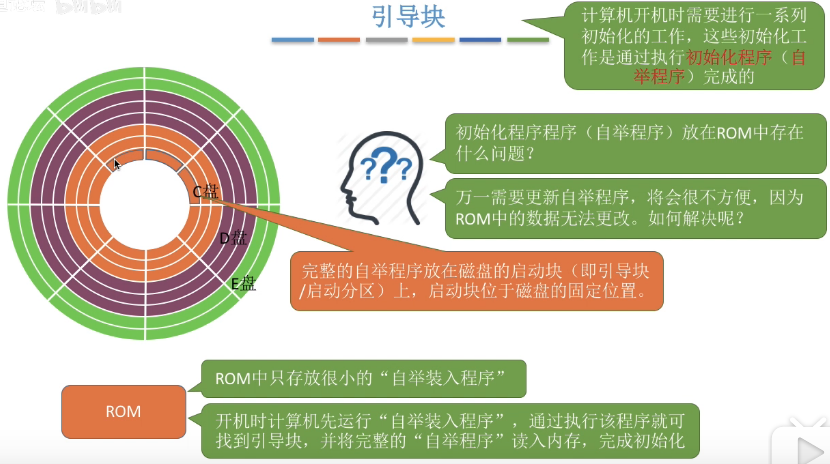 引导块
计算机开机时需要进行一系列
初始化的工作，这些初始化工
作是通过执行初始化程序（自
举程序）完成的
初始化程序程序（自举程序）放在ROM中存在
什么问题？
???
万一需要更新自举程序，将会很不方便，因为
ROM中的数据无法更改。如何解决呢？
C盘
D盘
E盘
完整的自举程序放在磁盘的启动块（即引导块
/启动分区）上，启动块位于磁盘的固定位置。
ROM中只存放很小的“自举装入程序”
ROM
开机时计算机先运行“自举装入程序”，通过执行该程序就可
找到引导块，并将完整的“自举程序”读入内存，完成初始化